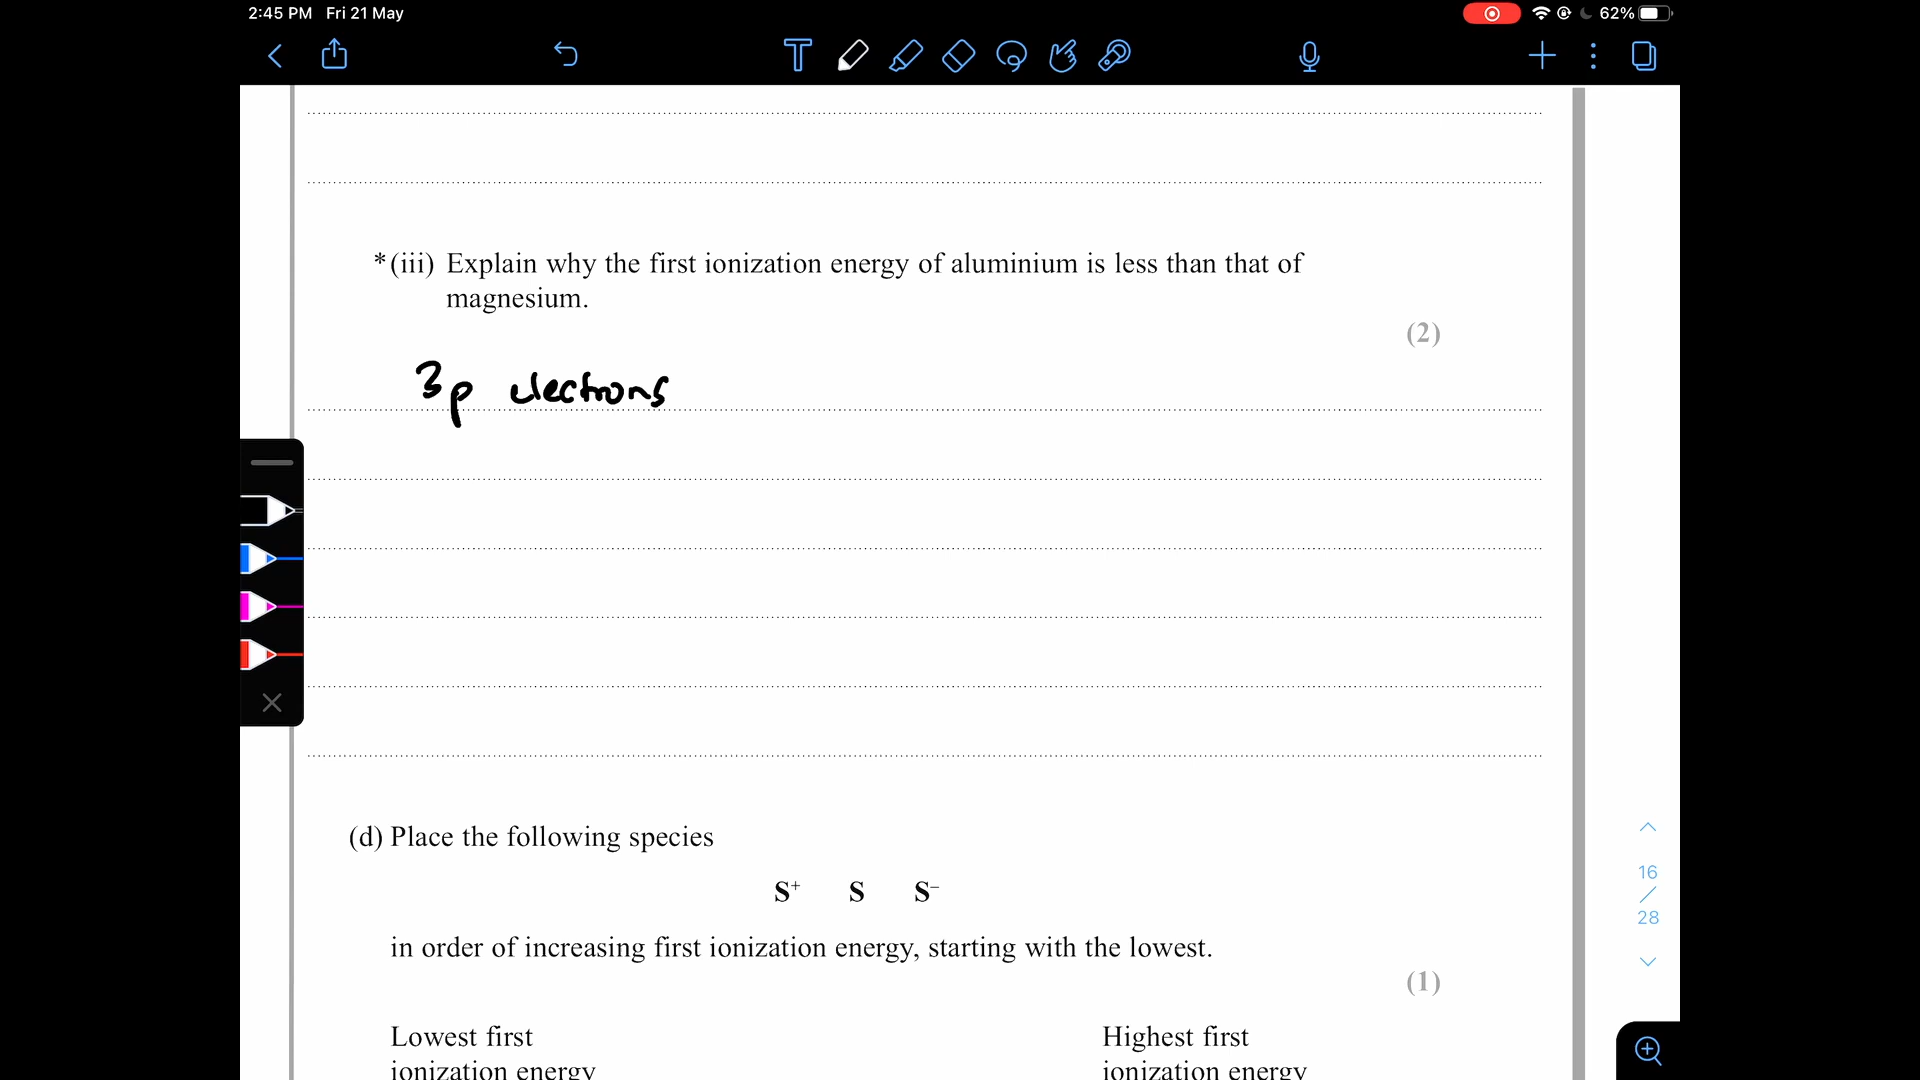 2:45 PM Fri 21 May
62%
*(iii) Explain why the first ionization energy of aluminium is less than that of
magnesium.
(2)
3p electrons
(d) Place the following species
S⁺ S S⁻
in order of increasing first ionization energy, starting with the lowest.
(1)
16
/
28
Lowest first
ionization energy
Highest first
ionization energy